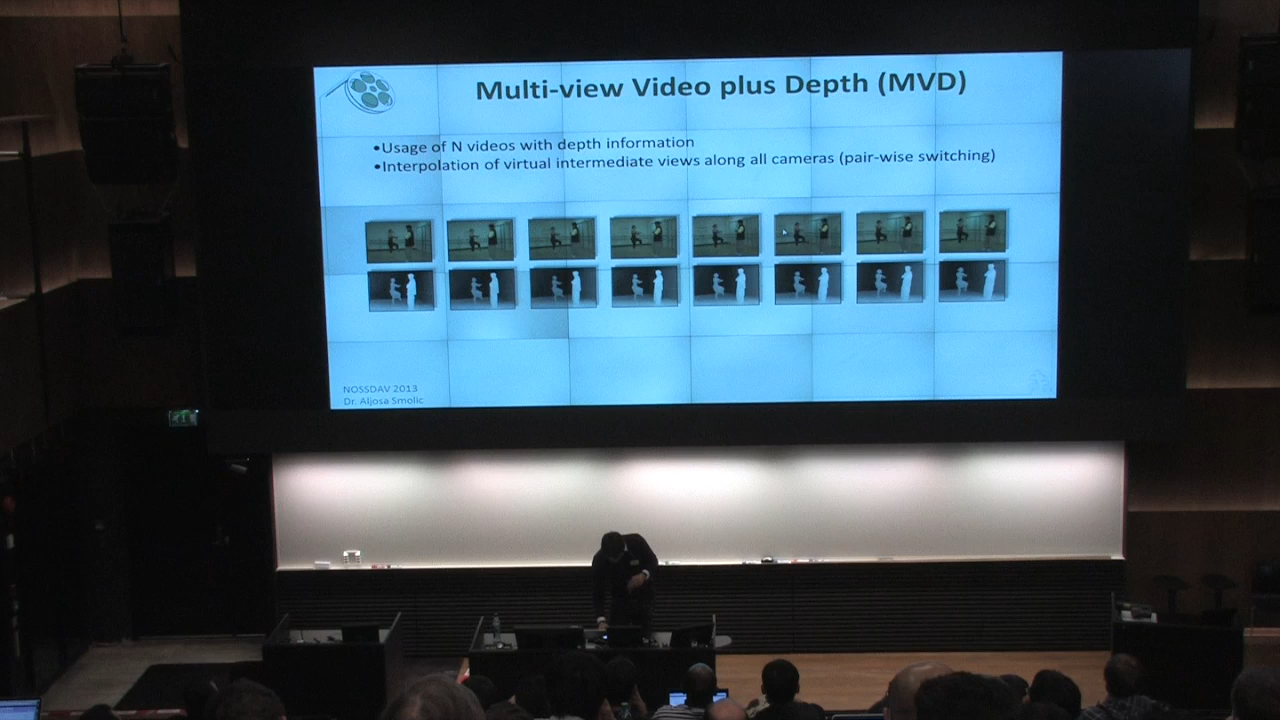 Multi-view Video plus Depth (MVD)
•Usage of N videos with depth information
•Interpolation of virtual intermediate views along all cameras (pair-wise switching)
NOSSDAV 2013
Dr. Aljosa Smolic